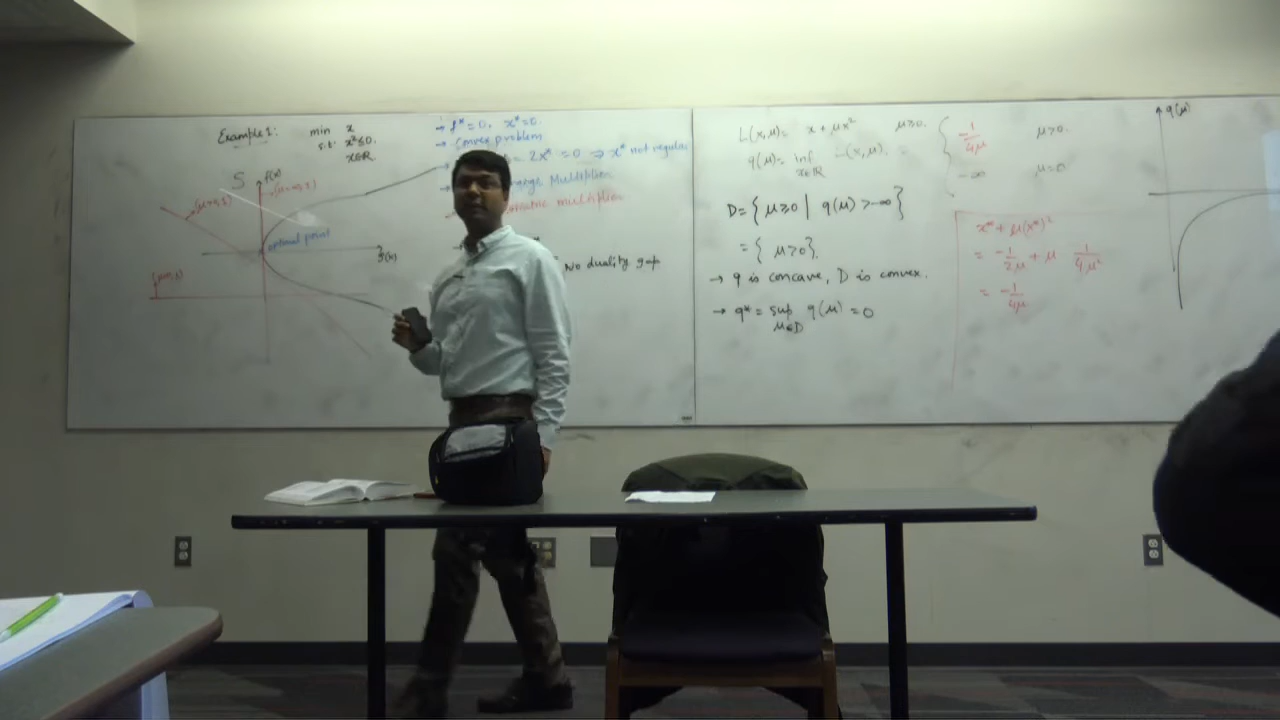 Example 1: min x
s.t. x² ≤ 0.
x ∈ ℝ
S
f(x)
optimal point
g(x)
→ f* = 0, x* = 0.
→ Convex problem
= 2x* = 0 ⇒ x* not regular
multiplier
No duality gap
L(x,μ) = x + μx² μ≥0.
q(μ) = inf L(x,μ) =
x∈ℝ
-1/4μ μ>0.
-∞ μ=0
D = { μ≥0 | q(μ) > -∞ }
= { μ>0 }.
→ q is concave, D is convex.
→ q* = sup q(μ) = 0
μ∈D
x* + μ(x*)²
= -1/2μ + μ 1/4μ²
= -1/4μ
q(μ)